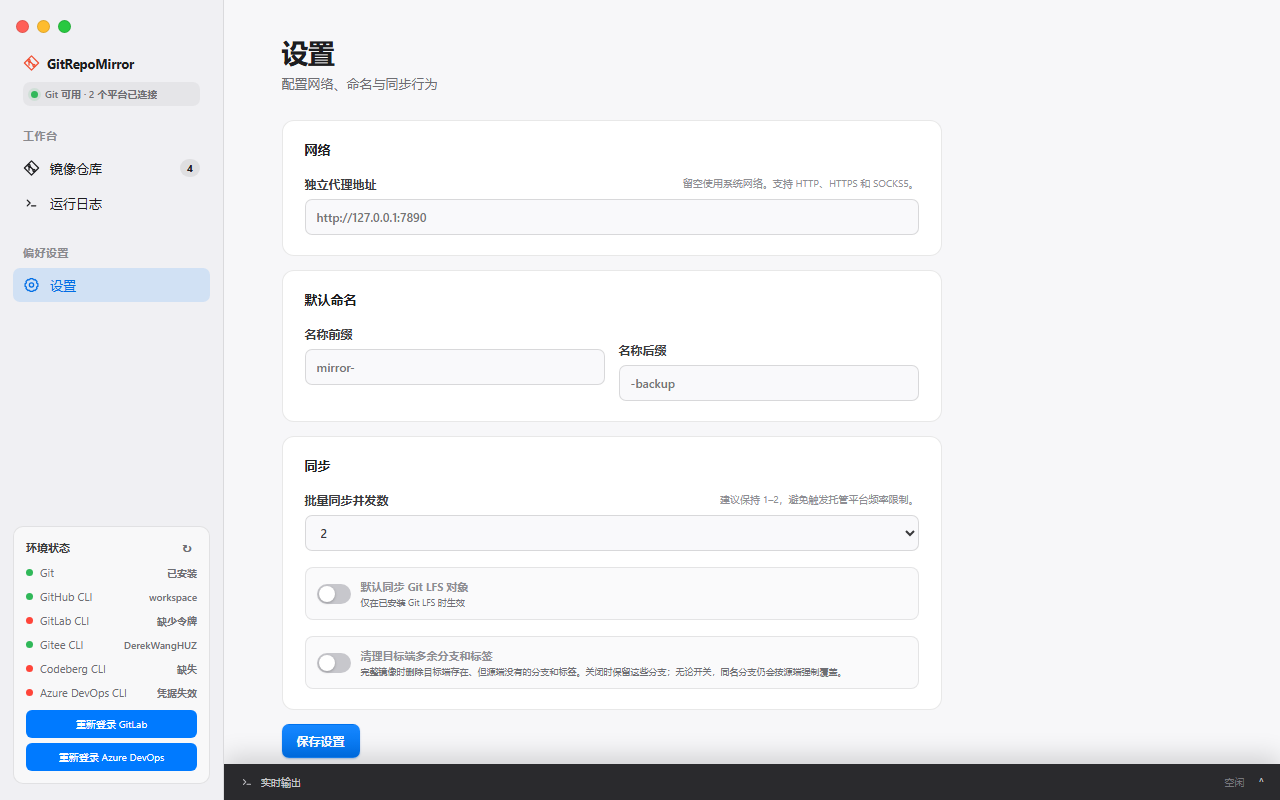 GitRepoMirror
Git 可用 · 2 个平台已连接
工作台
镜像仓库 4
运行日志
偏好设置
设置
环境状态 ↻
Git 已安装
GitHub CLI workspace
GitLab CLI 缺少令牌
Gitee CLI DerekWangHUZ
Codeberg CLI 缺失
Azure DevOps CLI 凭据失效
重新登录 GitLab
重新登录 Azure DevOps
设置
配置网络、命名与同步行为
网络
独立代理地址 留空使用系统网络。支持 HTTP、HTTPS 和 SOCKS5。
http://127.0.0.1:7890
默认命名
名称前缀
mirror-
名称后缀
-backup
同步
批量同步并发数 建议保持 1–2，避免触发托管平台频率限制。
2
默认同步 Git LFS 对象
仅在已安装 Git LFS 时生效
清理目标端多余分支和标签
完整镜像时删除目标端存在、但源端没有的分支和标签。关闭时保留这些分支；无论开关，同名分支仍会按源端强制覆盖。
保存设置
实时输出 空闲 ^